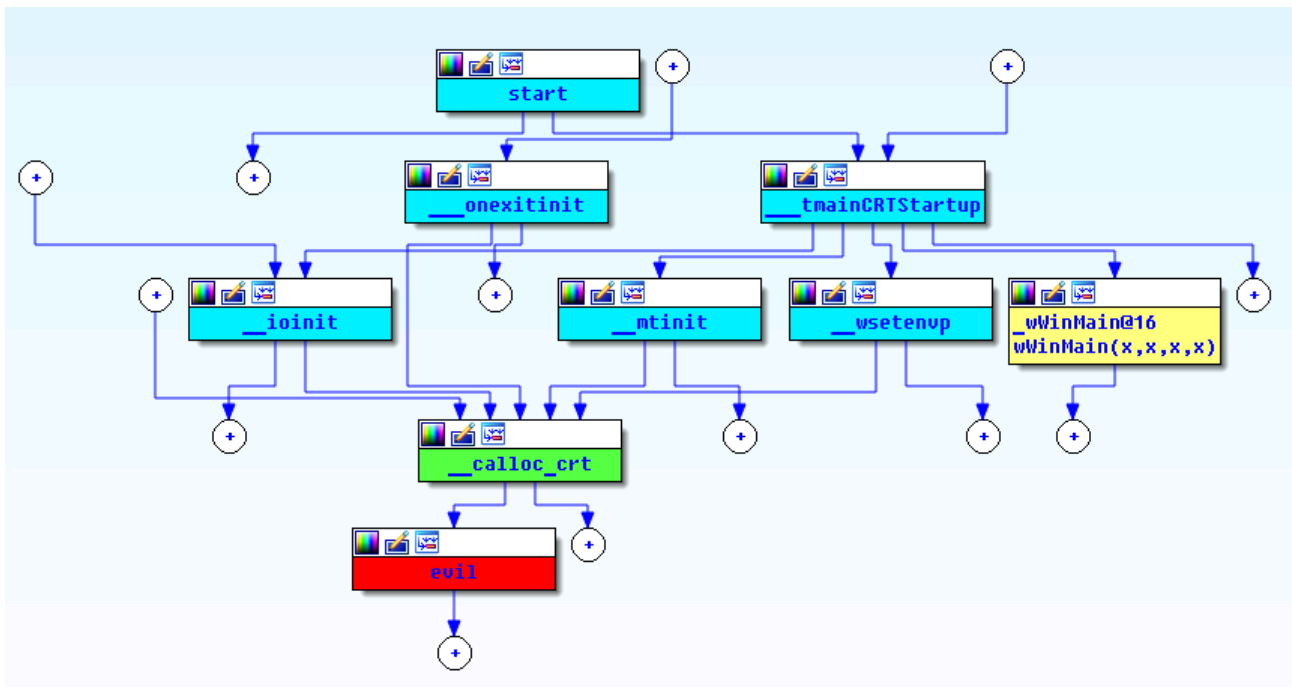 start
___onexitinit
___tmainCRTStartup
__ioinit
__mtinit
__wsetenvp
_wWinMain@16
wWinMain(x,x,x,x)
__calloc_crt
evil